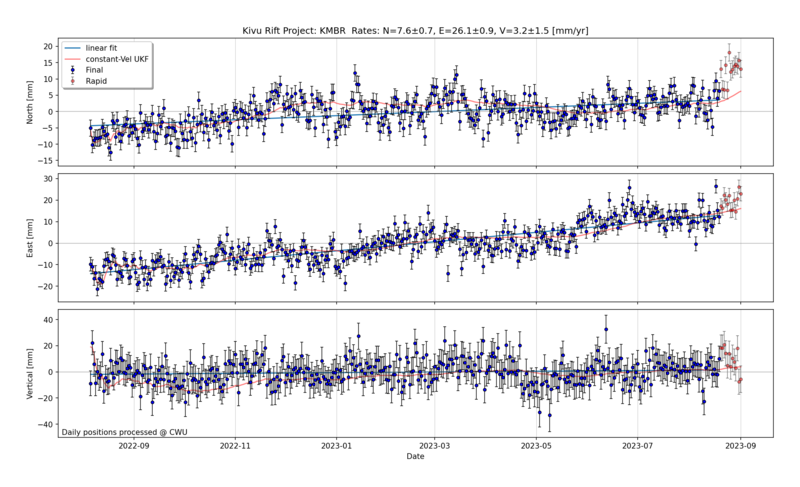 Kivu Rift Project: KMBR Rates: N=7.6±0.7, E=26.1±0.9, V=3.2±1.5 [mm/yr]
linear fit
constant-Vel UKF
Final
Rapid
North [mm]
20
15
10
5
0
−5
−10
−15
East [mm]
30
20
10
0
−10
−20
Vertical [mm]
40
20
0
−20
−40
Daily positions processed @ CWU
2022-09
2022-11
2023-01
2023-03
2023-05
2023-07
2023-09
Date